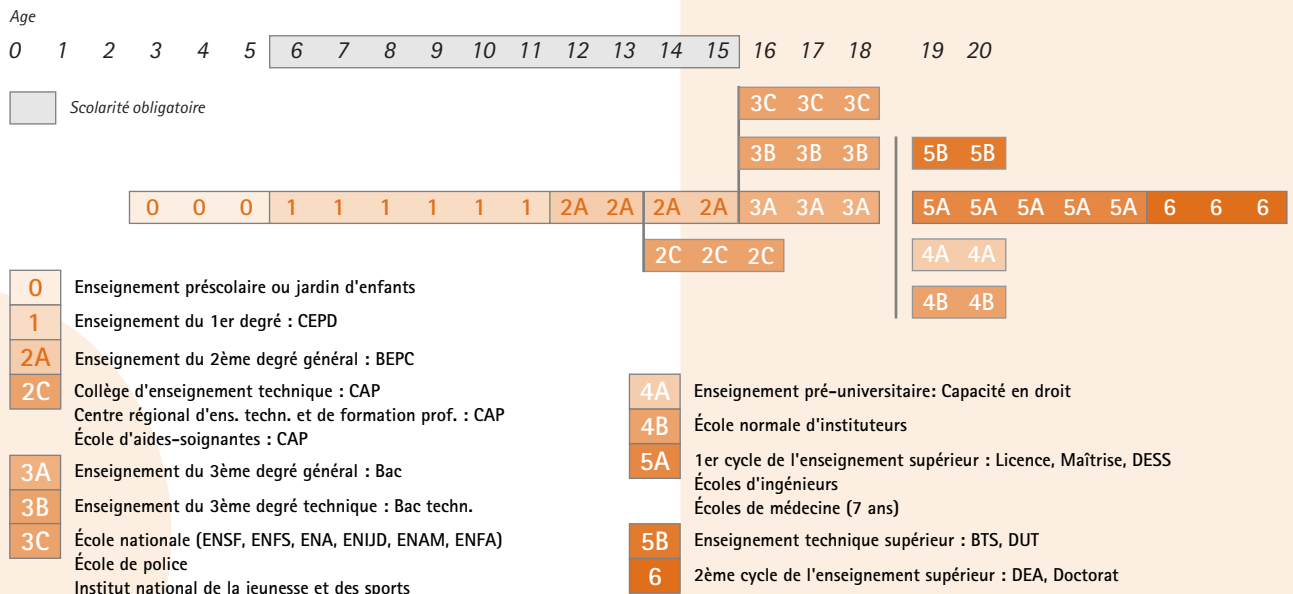 Age
0 1 2 3 4 5 6 7 8 9 10 11 12 13 14 15 16 17 18 19 20
Scolarité obligatoire
3C 3C 3C
3B 3B 3B 5B 5B
0 0 0 1 1 1 1 1 1 2A 2A 2A 2A 3A 3A 3A 5A 5A 5A 5A 5A 6 6 6
2C 2C 2C 4A 4A
4B 4B
0 Enseignement préscolaire ou jardin d'enfants
1 Enseignement du 1er degré : CEPD
2A Enseignement du 2ème degré général : BEPC
2C Collège d'enseignement technique : CAP
Centre régional d'ens. techn. et de formation prof. : CAP
École d'aides-soignantes : CAP
3A Enseignement du 3ème degré général : Bac
3B Enseignement du 3ème degré technique : Bac techn.
3C École nationale (ENSF, ENFS, ENA, ENIJD, ENAM, ENFA)
École de police
Institut national de la jeunesse et des sports
4A Enseignement pré-universitaire: Capacité en droit
4B École normale d'instituteurs
5A 1er cycle de l'enseignement supérieur : Licence, Maîtrise, DESS
Écoles d'ingénieurs
Écoles de médecine (7 ans)
5B Enseignement technique supérieur : BTS, DUT
6 2ème cycle de l'enseignement supérieur : DEA, Doctorat